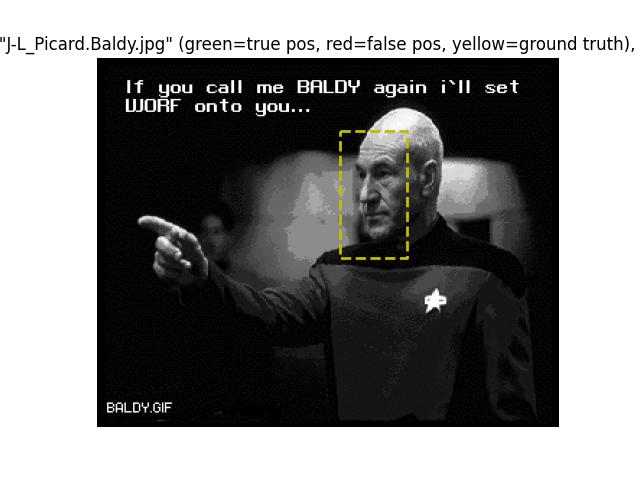 "J-L_Picard.Baldy.jpg" (green=true pos, red=false pos, yellow=ground truth),
If you call me BALDY again i`ll set
WORF onto you...
BALDY.GIF